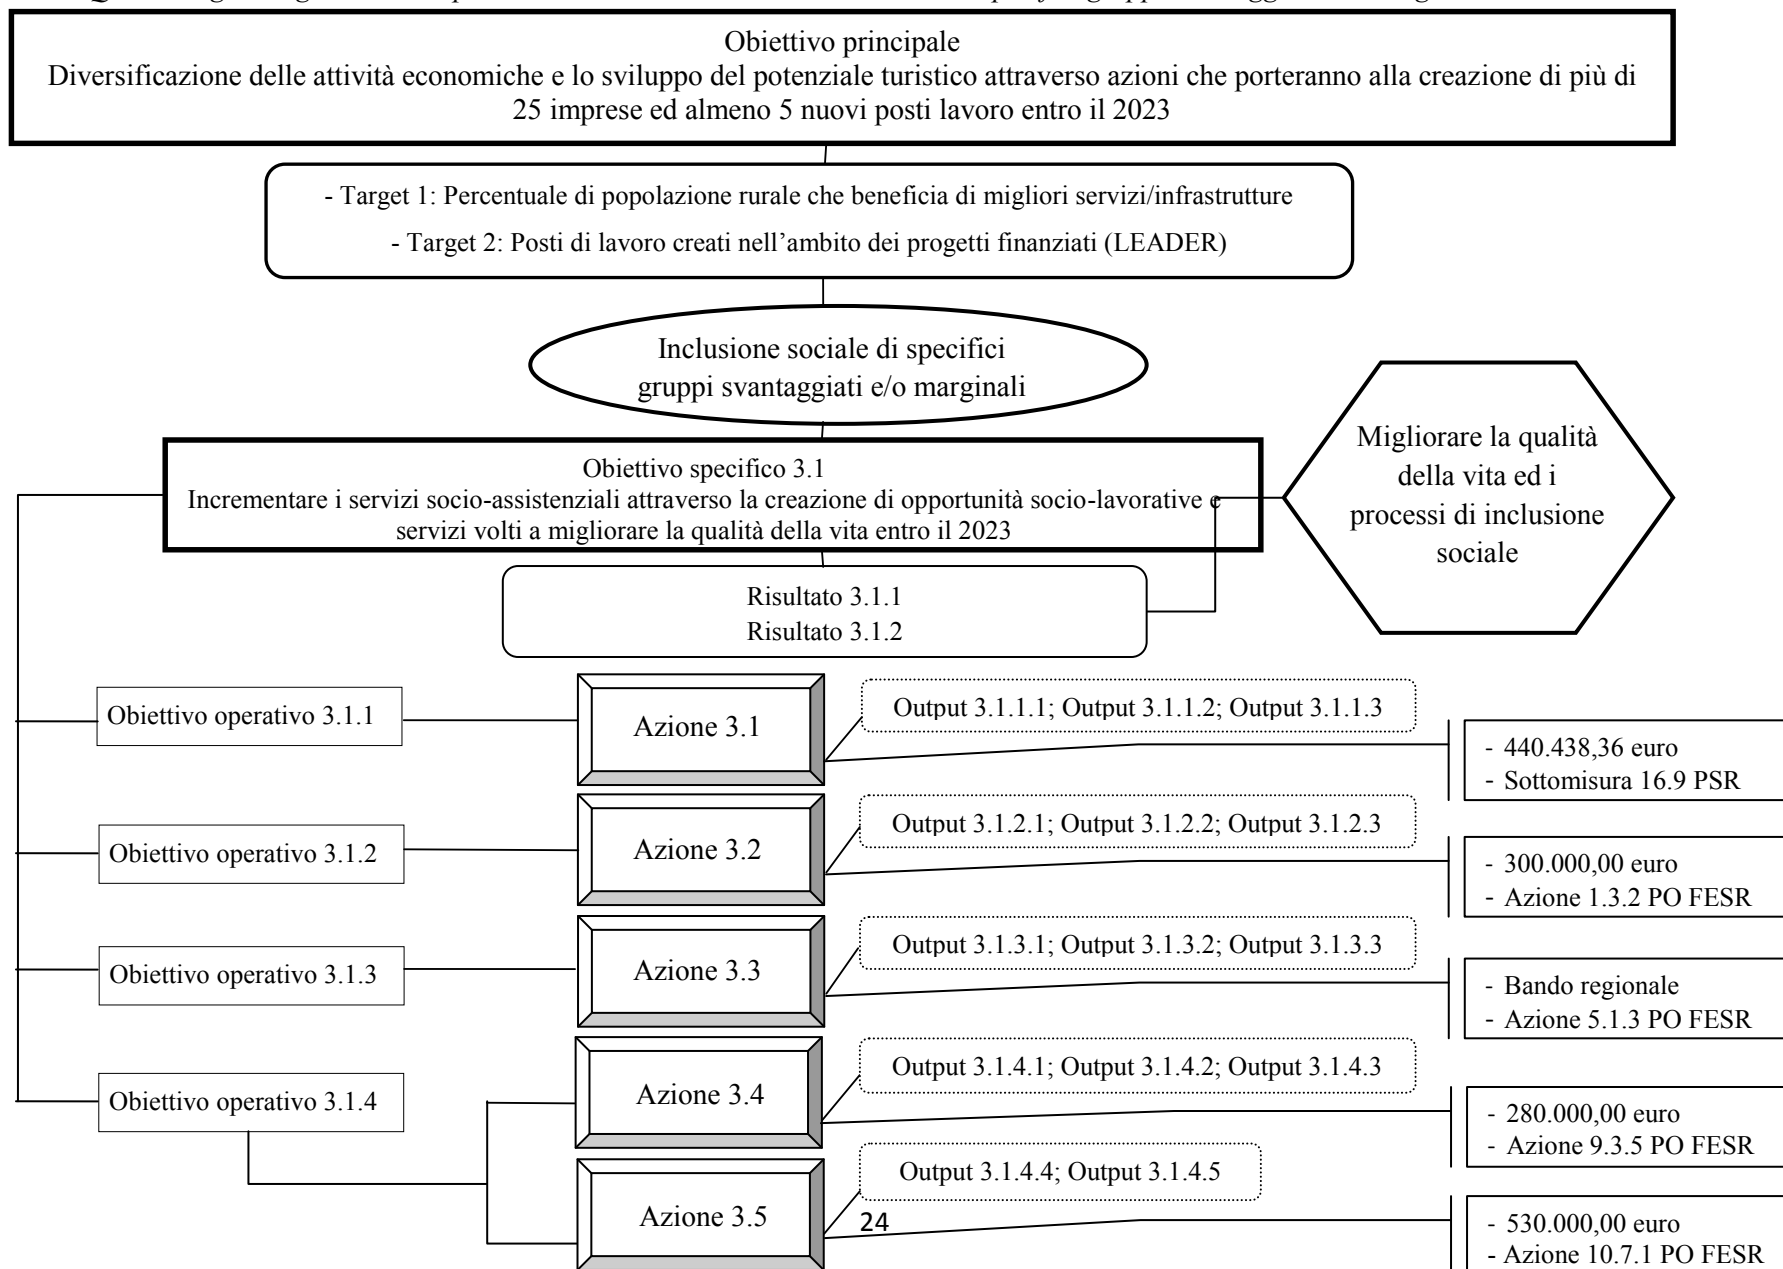 Obiettivo principale
Diversificazione delle attività economiche e lo sviluppo del potenziale turistico attraverso azioni che porteranno alla creazione di più di
25 imprese ed almeno 5 nuovi posti lavoro entro il 2023
- Target 1: Percentuale di popolazione rurale che beneficia di migliori servizi/infrastrutture
- Target 2: Posti di lavoro creati nell’ambito dei progetti finanziati (LEADER)
Inclusione sociale di specifici
gruppi svantaggiati e/o marginali
Migliorare la qualità
della vita ed i
processi di inclusione
sociale
Obiettivo specifico 3.1
Incrementare i servizi socio-assistenziali attraverso la creazione di opportunità socio-lavorative e
servizi volti a migliorare la qualità della vita entro il 2023
Risultato 3.1.1
Risultato 3.1.2
Obiettivo operativo 3.1.1
Azione 3.1
Output 3.1.1.1; Output 3.1.1.2; Output 3.1.1.3
- 440.438,36 euro
- Sottomisura 16.9 PSR
Obiettivo operativo 3.1.2
Azione 3.2
Output 3.1.2.1; Output 3.1.2.2; Output 3.1.2.3
- 300.000,00 euro
- Azione 1.3.2 PO FESR
Obiettivo operativo 3.1.3
Azione 3.3
Output 3.1.3.1; Output 3.1.3.2; Output 3.1.3.3
- Bando regionale
- Azione 5.1.3 PO FESR
Obiettivo operativo 3.1.4
Azione 3.4
Output 3.1.4.1; Output 3.1.4.2; Output 3.1.4.3
- 280.000,00 euro
- Azione 9.3.5 PO FESR
Azione 3.5
Output 3.1.4.4; Output 3.1.4.5
- 530.000,00 euro
- Azione 10.7.1 PO FESR
24